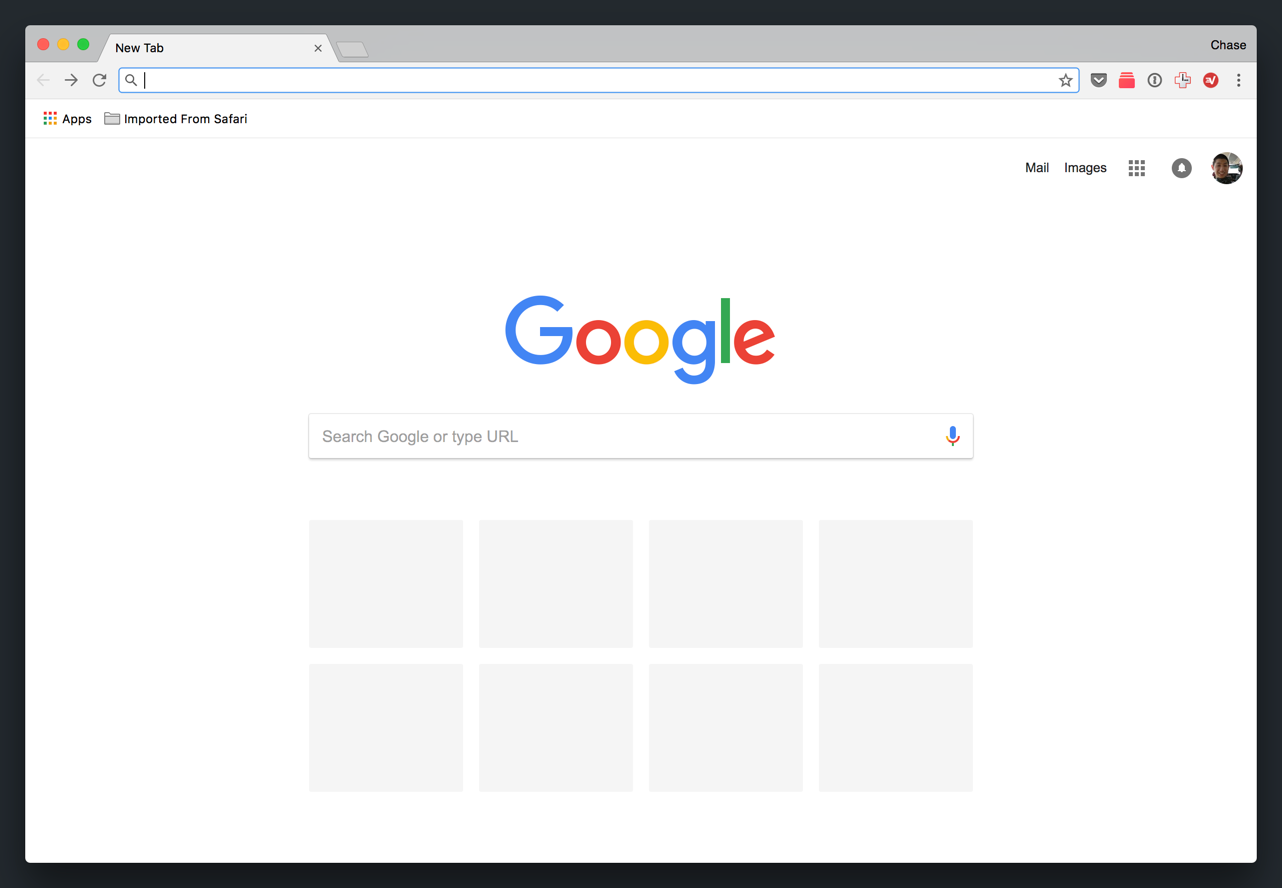 New Tab
Chase
Apps
Imported From Safari
Mail
Images
Google
Search Google or type URL